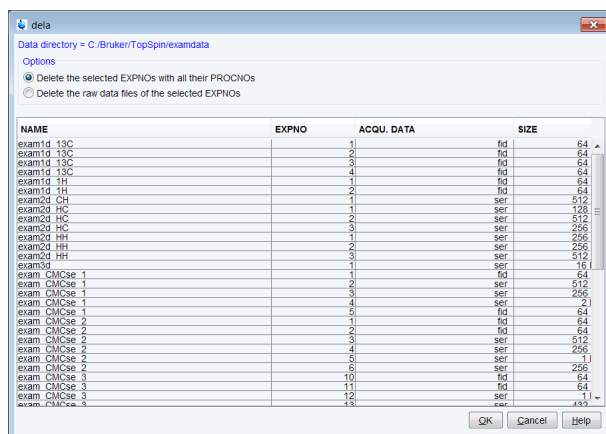 dela
Data directory = C:/Bruker/TopSpin/examdata
Options
Delete the selected EXPNOs with all their PROCNOs
Delete the raw data files of the selected EXPNOs
NAME EXPNO ACQU. DATA SIZE
exam1d_13C 1 fid 64
exam1d_13C 2 fid 64
exam1d_13C 3 fid 64
exam1d_13C 4 fid 64
exam1d_1H 1 fid 64
exam1d_1H 2 fid 64
exam2d_CH 1 ser 512
exam2d_HC 1 ser 128
exam2d_HC 2 ser 512
exam2d_HC 3 ser 256
exam2d_HH 1 ser 256
exam2d_HH 2 ser 256
exam2d_HH 3 ser 512
exam3d 1 ser 16
exam_CMCse_1 1 fid 64
exam_CMCse_1 2 ser 512
exam_CMCse_1 3 ser 256
exam_CMCse_1 4 ser 2
exam_CMCse_1 5 fid 64
exam_CMCse_2 1 fid 64
exam_CMCse_2 2 fid 64
exam_CMCse_2 3 ser 512
exam_CMCse_2 4 ser 256
exam_CMCse_2 5 ser 1
exam_CMCse_2 6 ser 256
exam_CMCse_3 10 fid 64
exam_CMCse_3 11 fid 64
exam_CMCse_3 12 ser 1
exam_CMCse_3 13 ser 432
OK Cancel Help